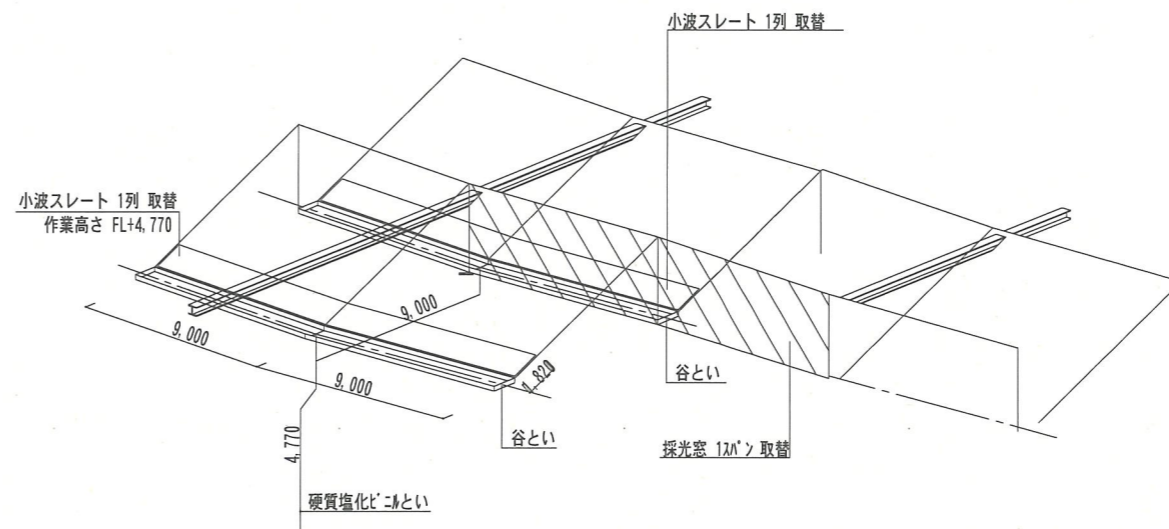 小波スレート 1列 取替
小波スレート 1列 取替
作業高さ FL+4,770
9,000
9,000
9,000
1,820
谷とい
谷とい
4,770
採光窓 1スパン 取替
硬質塩化ビニルとい